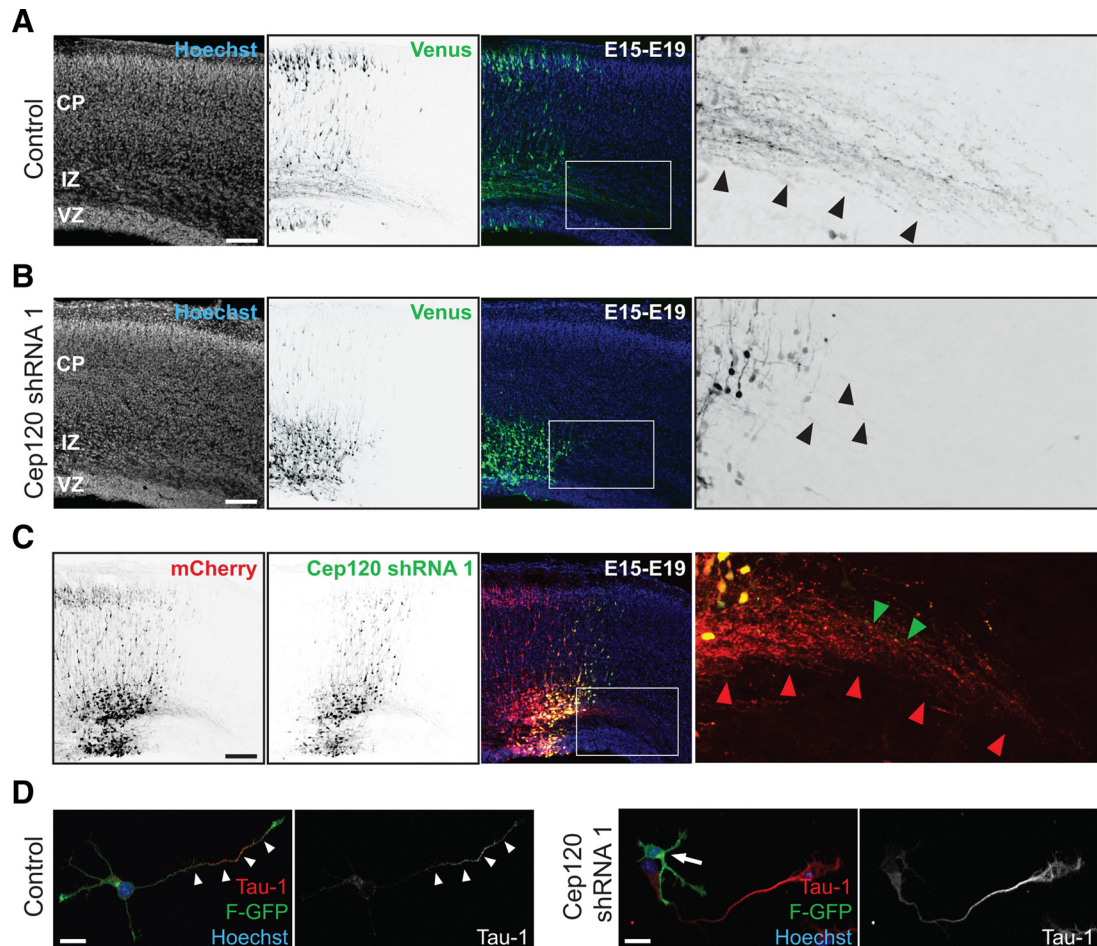 A
Control
Hoechst
CP
IZ
VZ
Venus
E15-E19
B
Cep120 shRNA 1
Hoechst
CP
IZ
VZ
Venus
E15-E19
C
mCherry
Cep120 shRNA 1
E15-E19
D
Control
Tau-1
F-GFP
Hoechst
Tau-1
Cep120
shRNA 1
Tau-1
F-GFP
Hoechst
Tau-1